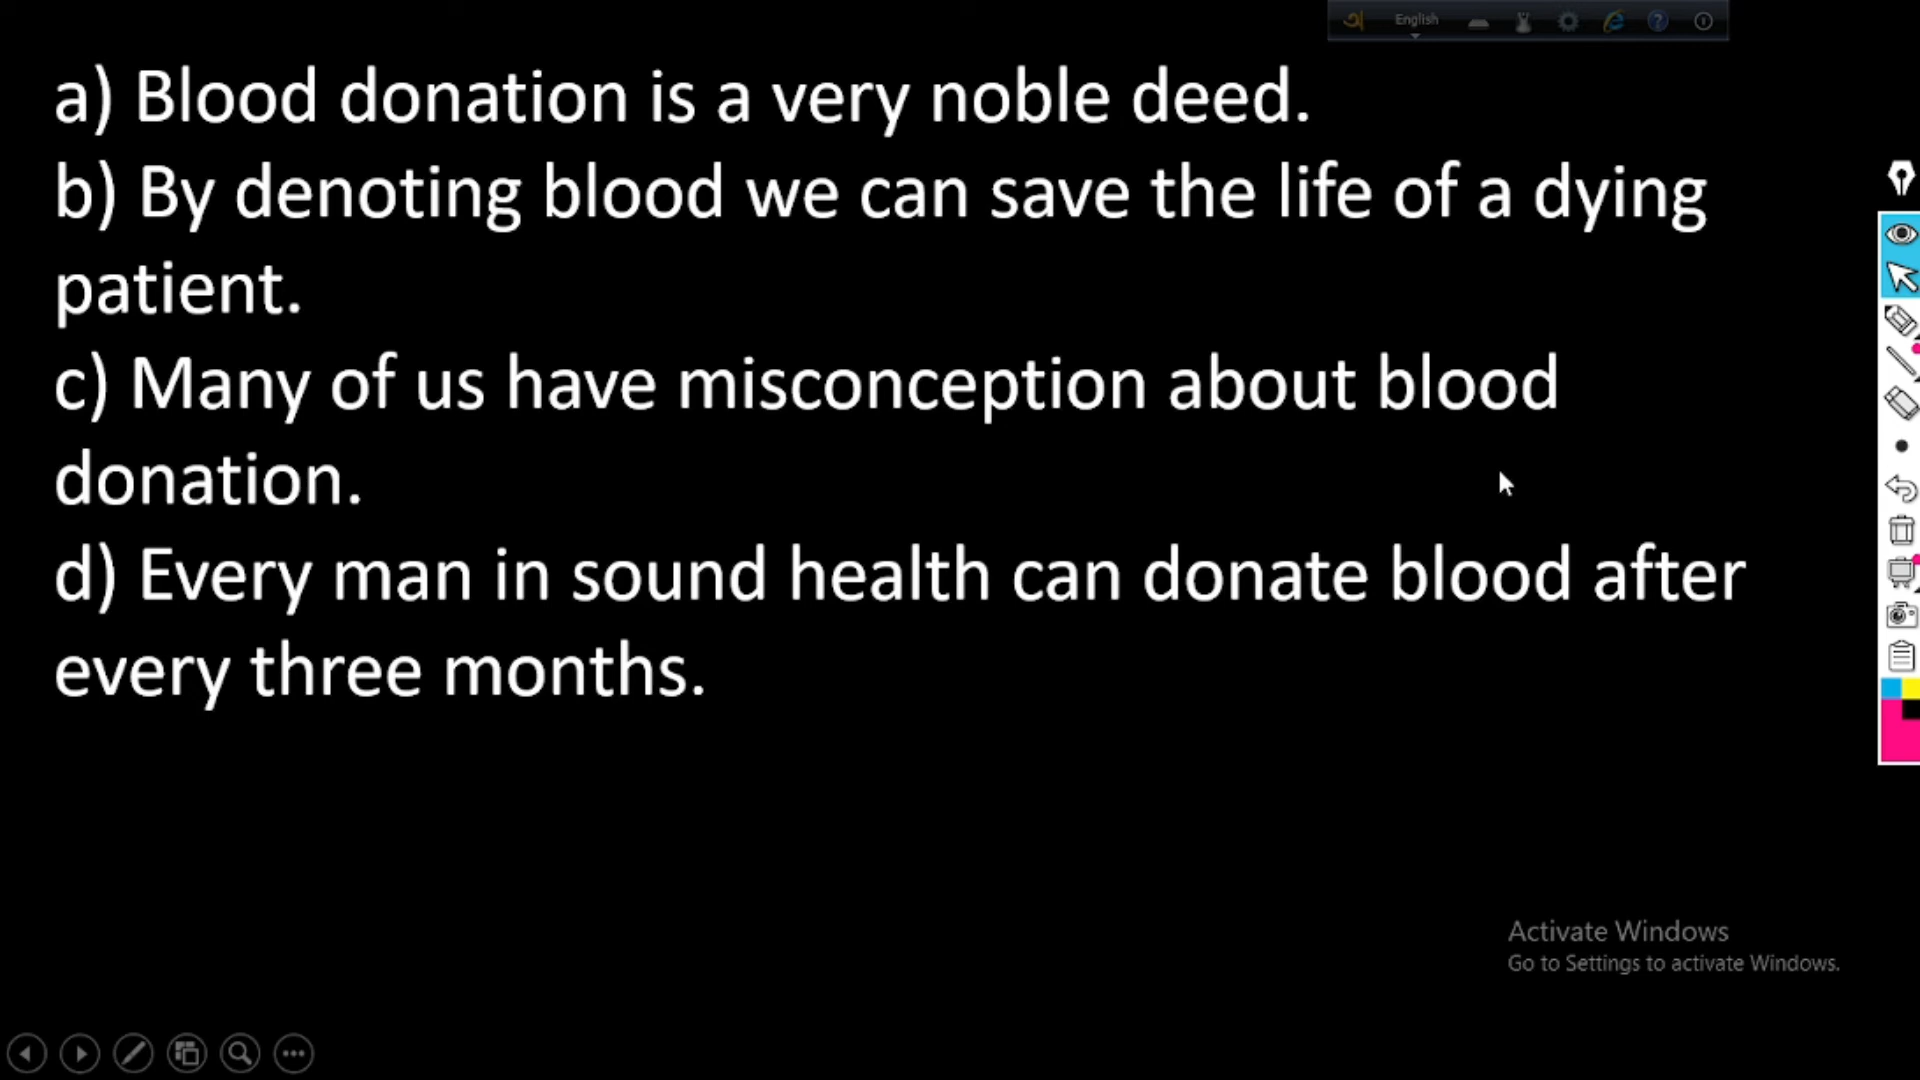 English
a) Blood donation is a very noble deed.
b) By denoting blood we can save the life of a dying
patient.
c) Many of us have misconception about blood
donation.
d) Every man in sound health can donate blood after
every three months.
Activate Windows
Go to Settings to activate Windows.